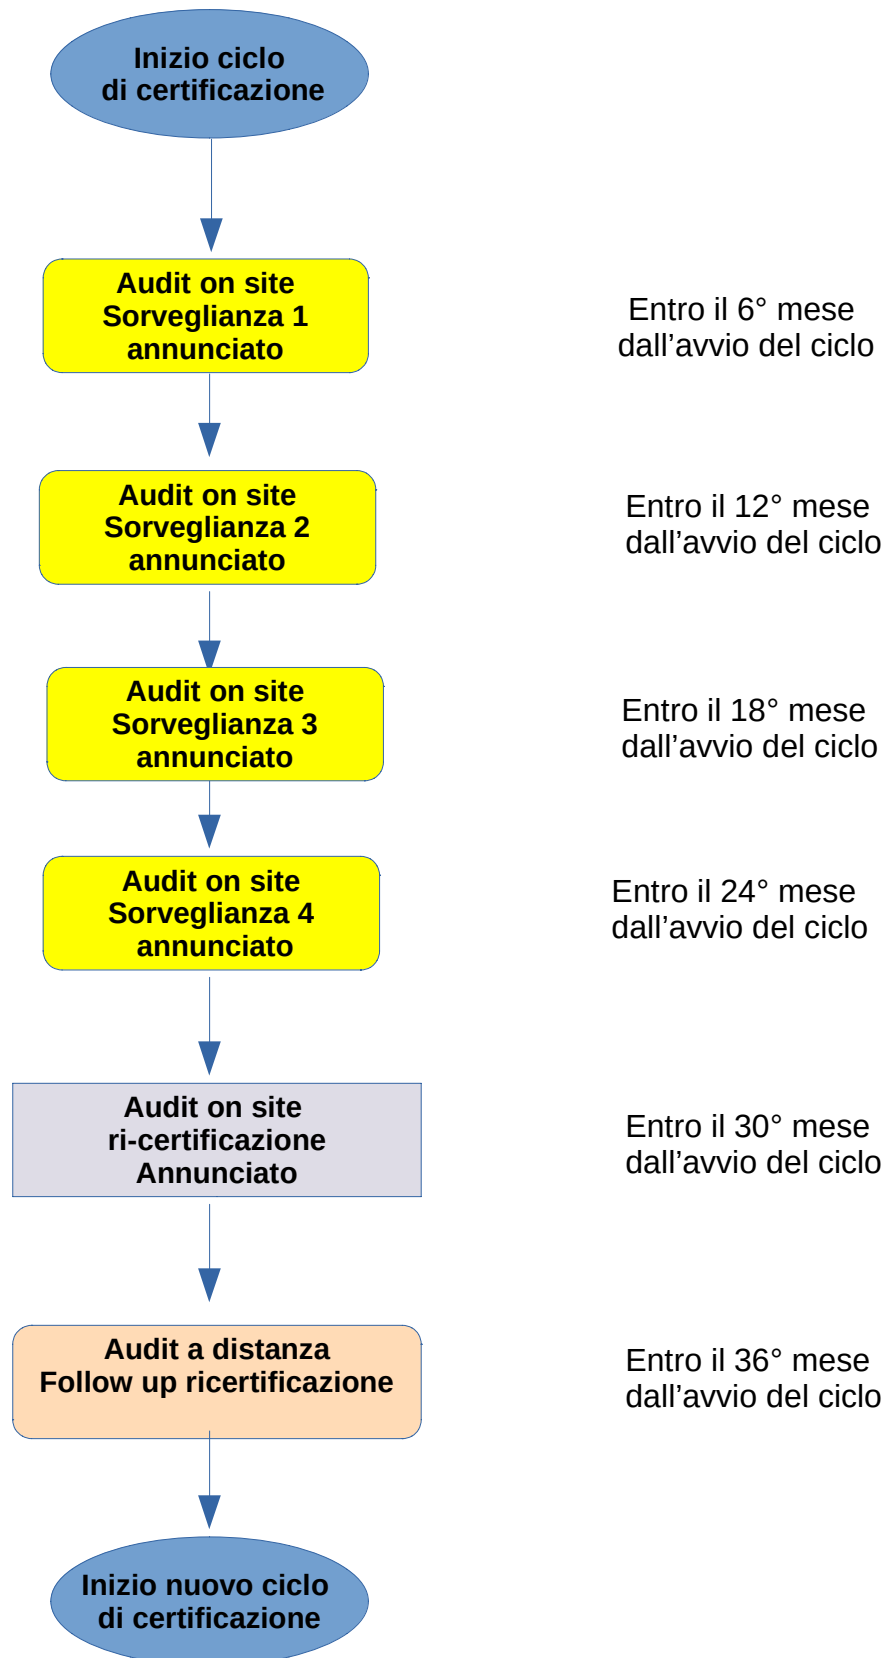 Inizio ciclo
di certificazione
Audit on site
Sorveglianza 1
annunciato
Entro il 6° mese
dall’avvio del ciclo
Audit on site
Sorveglianza 2
annunciato
Entro il 12° mese
dall’avvio del ciclo
Audit on site
Sorveglianza 3
annunciato
Entro il 18° mese
dall’avvio del ciclo
Audit on site
Sorveglianza 4
annunciato
Entro il 24° mese
dall’avvio del ciclo
Audit on site
ri-certificazione
Annunciato
Entro il 30° mese
dall’avvio del ciclo
Audit a distanza
Follow up ricertificazione
Entro il 36° mese
dall’avvio del ciclo
Inizio nuovo ciclo
di certificazione